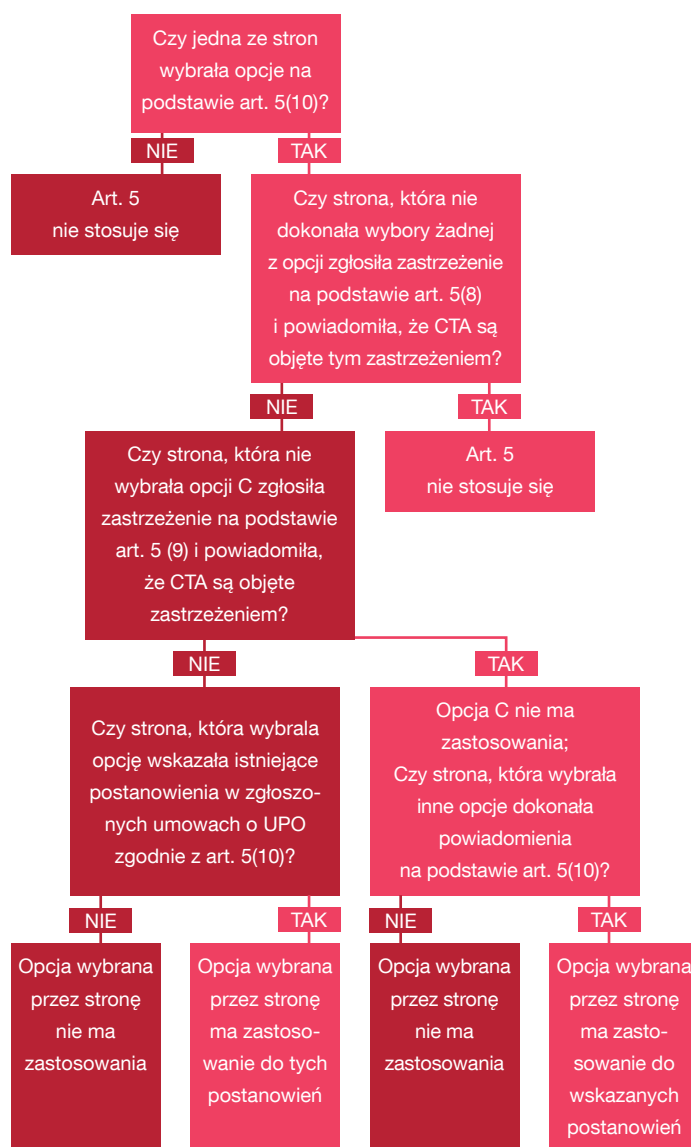 Czy jedna ze stron
wybrała opcje na
podstawie art. 5(10)?
NIE
TAK
Art. 5
nie stosuje się
Czy strona, która nie
dokonała wybory żadnej
z opcji zgłosiła zastrzeżenie
na podstawie art. 5(8)
i powiadomiła, że CTA są
objęte tym zastrzeżeniem?
NIE
TAK
Czy strona, która nie
wybrała opcji C zgłosiła
zastrzeżenie na podstawie
art. 5 (9) i powiadomiła,
że CTA są objęte
zastrzeżeniem?
Art. 5
nie stosuje się
NIE
TAK
Czy strona, która wybrala
opcję wskazała istniejące
postanowienia w zgłoszo-
nych umowach o UPO
zgodnie z art. 5(10)?
Opcja C nie ma
zastosowania;
Czy strona, która wybrała
inne opcje dokonała
powiadomienia
na podstawie art. 5(10)?
NIE
TAK
NIE
TAK
Opcja wybrana
przez stronę
nie ma
zastosowania
Opcja wybrana
przez stronę
ma zastoso-
wanie do tych
postanowień
Opcja wybrana
przez stronę
nie ma
zastosowania
Opcja wybrana
przez stronę
ma zasto-
sowanie do
wskazanych
postanowień